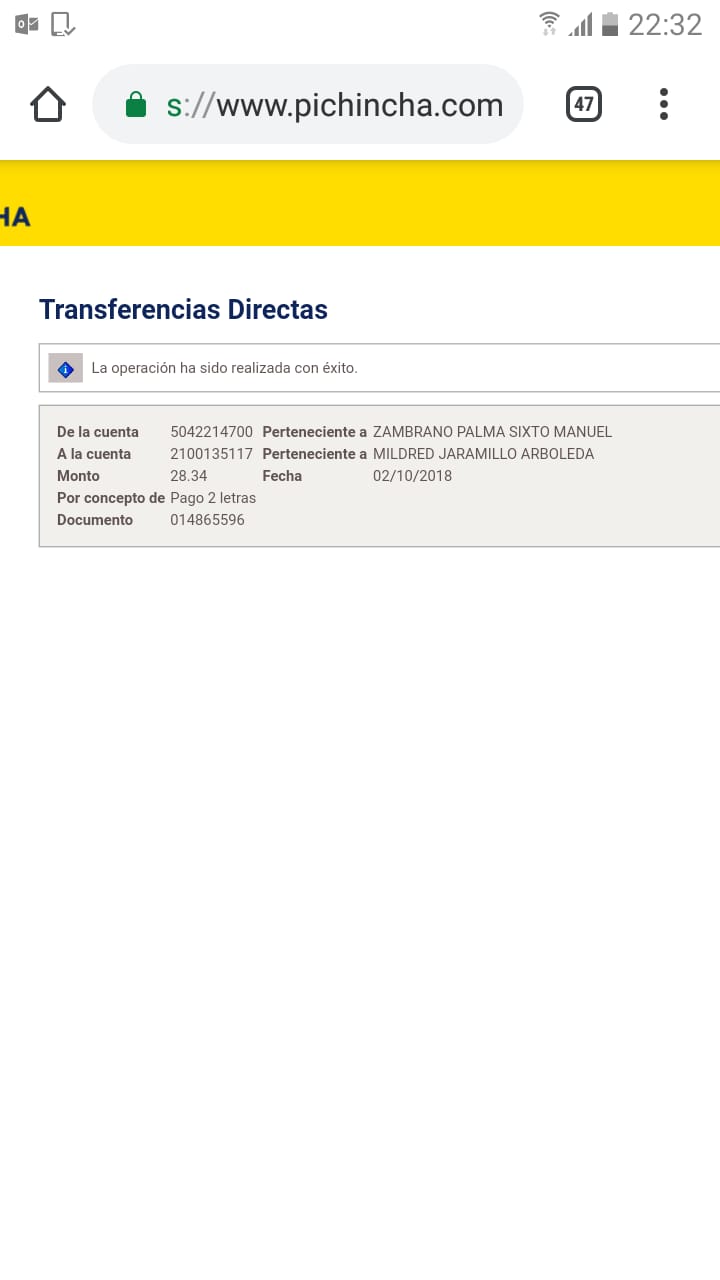 22:32
s://www.pichincha.com
47
HA
Transferencias Directas
La operación ha sido realizada con éxito.
De la cuenta 5042214700 Perteneciente a ZAMBRANO PALMA SIXTO MANUEL
A la cuenta 2100135117 Perteneciente a MILDRED JARAMILLO ARBOLEDA
Monto 28.34 Fecha 02/10/2018
Por concepto de Pago 2 letras
Documento 014865596